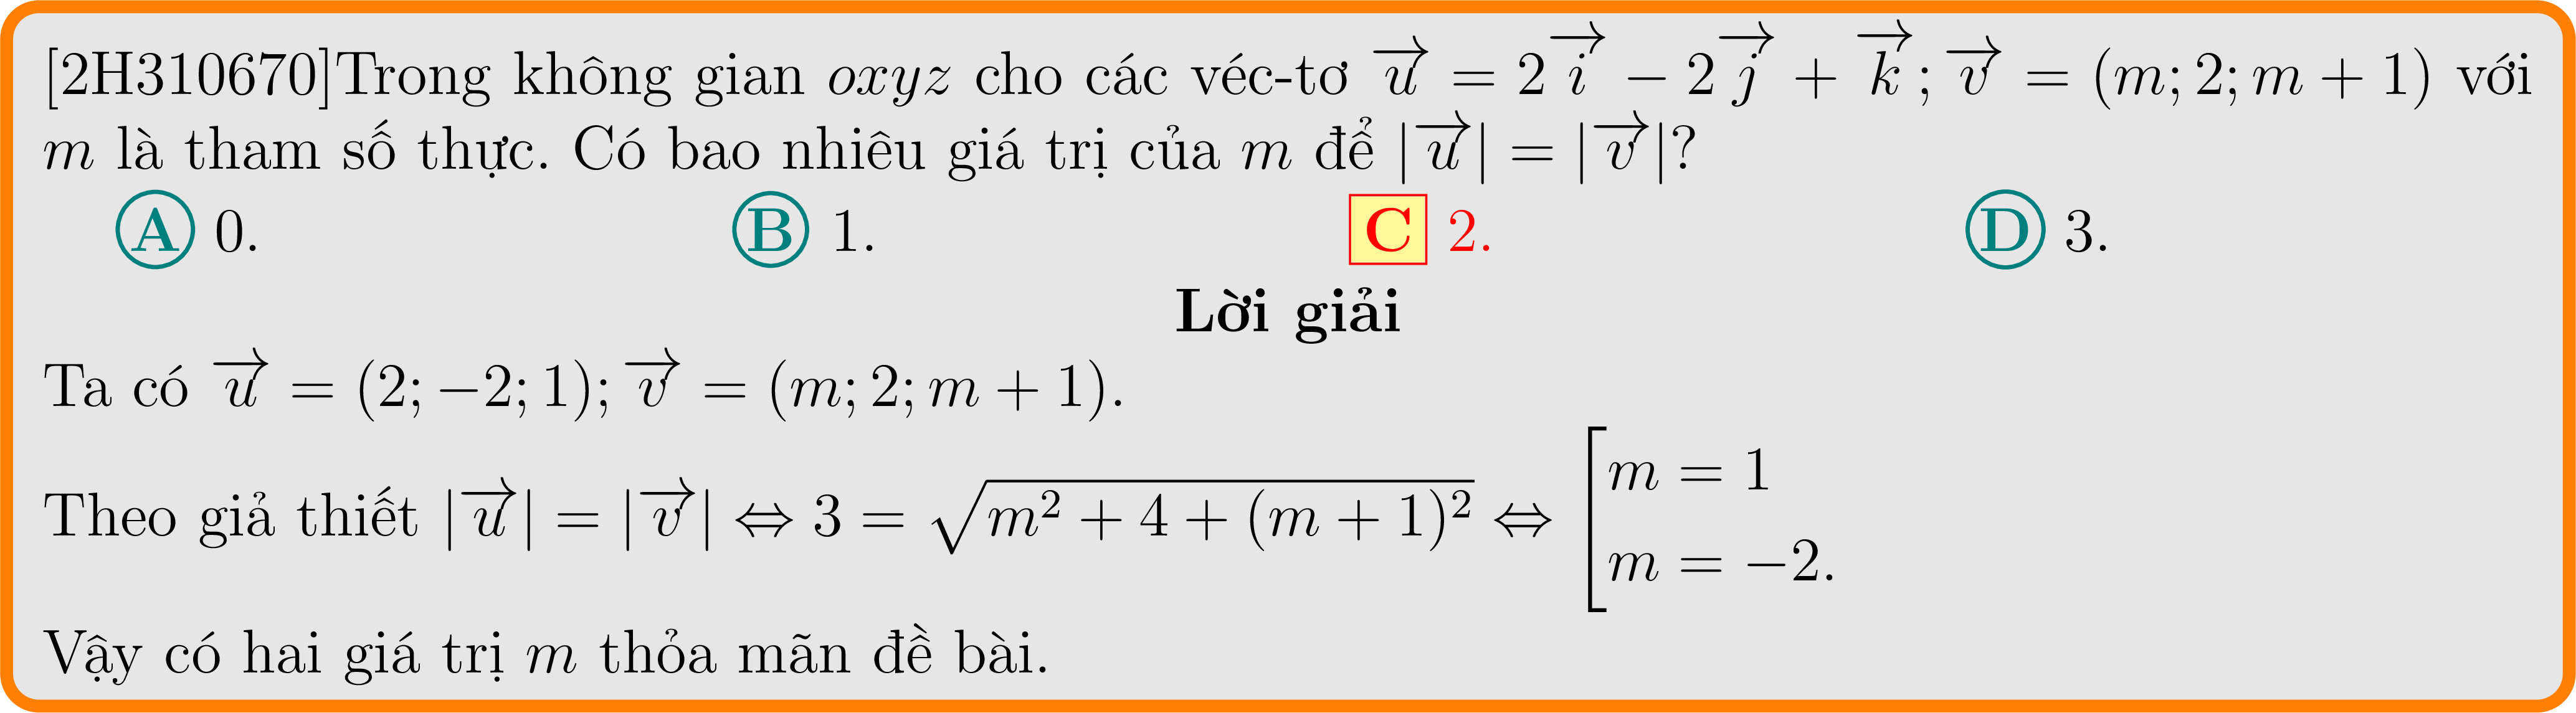 [2H310670]Trong không gian $oxyz$ cho các véc-tơ $\overrightarrow{u} = 2\overrightarrow{i} - 2\overrightarrow{j} + \overrightarrow{k}; \overrightarrow{v} = (m; 2; m + 1)$ với
$m$ là tham số thực. Có bao nhiêu giá trị của $m$ để $|\overrightarrow{u}| = |\overrightarrow{v}|$?
A 0. B 1. C 2. D 3.
Lời giải
Ta có $\overrightarrow{u} = (2; -2; 1); \overrightarrow{v} = (m; 2; m + 1)$.
Theo giả thiết $|\overrightarrow{u}| = |\overrightarrow{v}| \Leftrightarrow 3 = \sqrt{m^2 + 4 + (m + 1)^2} \Leftrightarrow \left[\begin{array}{l} m = 1 \\ m = -2. \end{array}\right.$
Vậy có hai giá trị $m$ thỏa mãn đề bài.